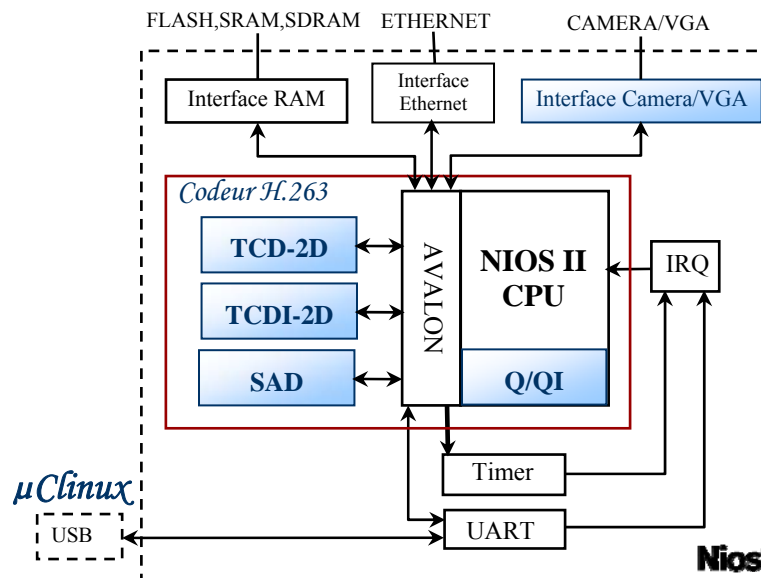 FLASH,SRAM,SDRAM
ETHERNET
CAMERA/VGA
Interface RAM
Interface
Ethernet
Interface Camera/VGA
Codeur H.263
TCD-2D
TCDI-2D
SAD
AVALON
NIOS II
CPU
Q/QI
IRQ
Timer
UART
µClinux
USB
Nios